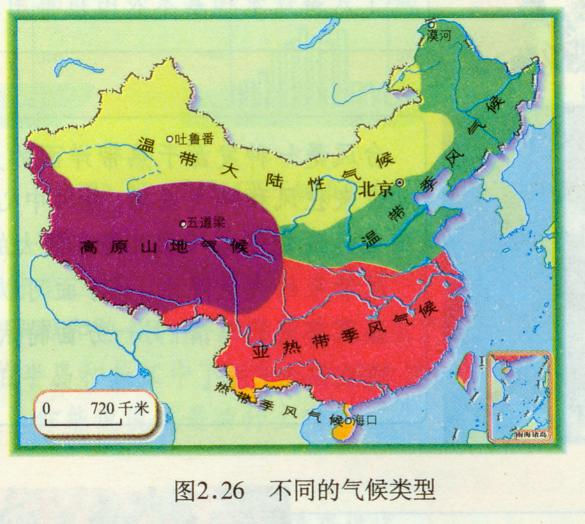 漠河
吐鲁番
温带大陆性气候
北京
温带季风气候
五道梁
高原山地气候
亚热带季风气候
热带季风气候
海口
0 720千米
南海诸岛
图2.26 不同的气候类型